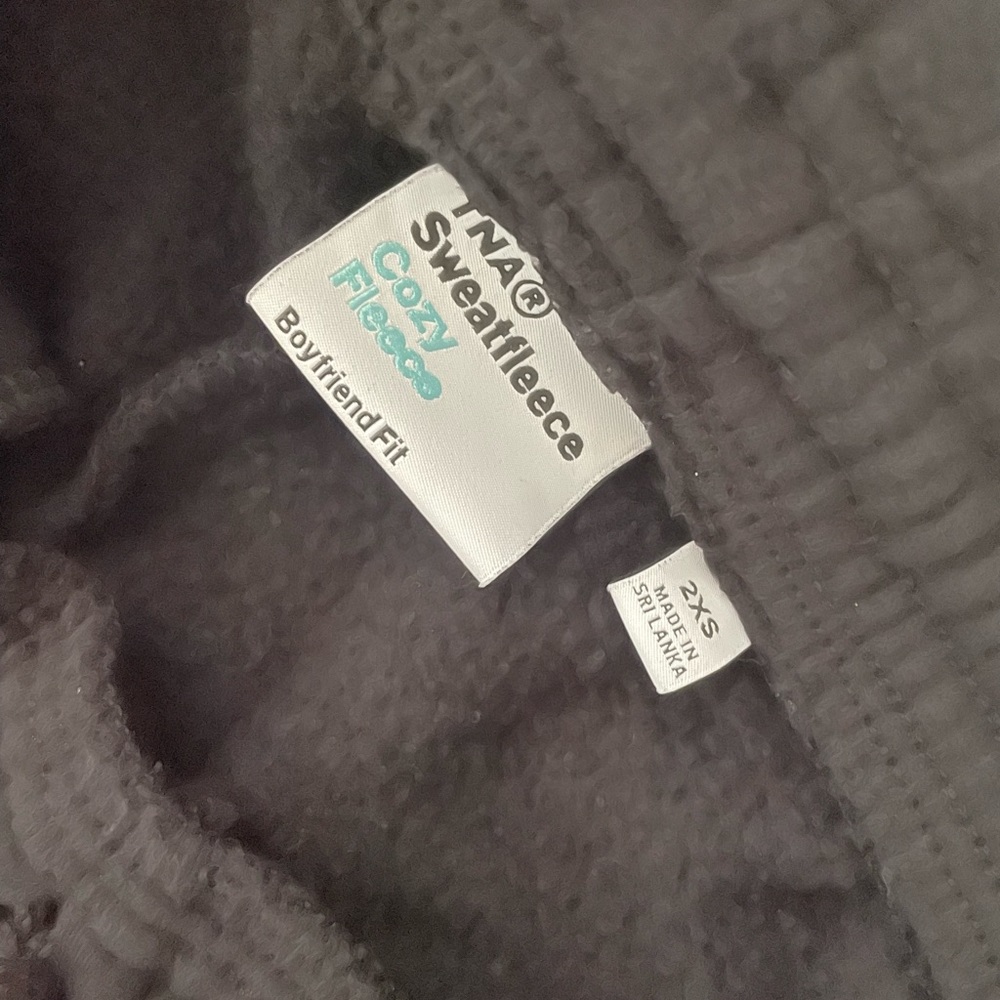 TNA®
Sweatfleece
Cozy
Fleece
Boyfriend Fit
2XS
MADE IN
SRI LANKA